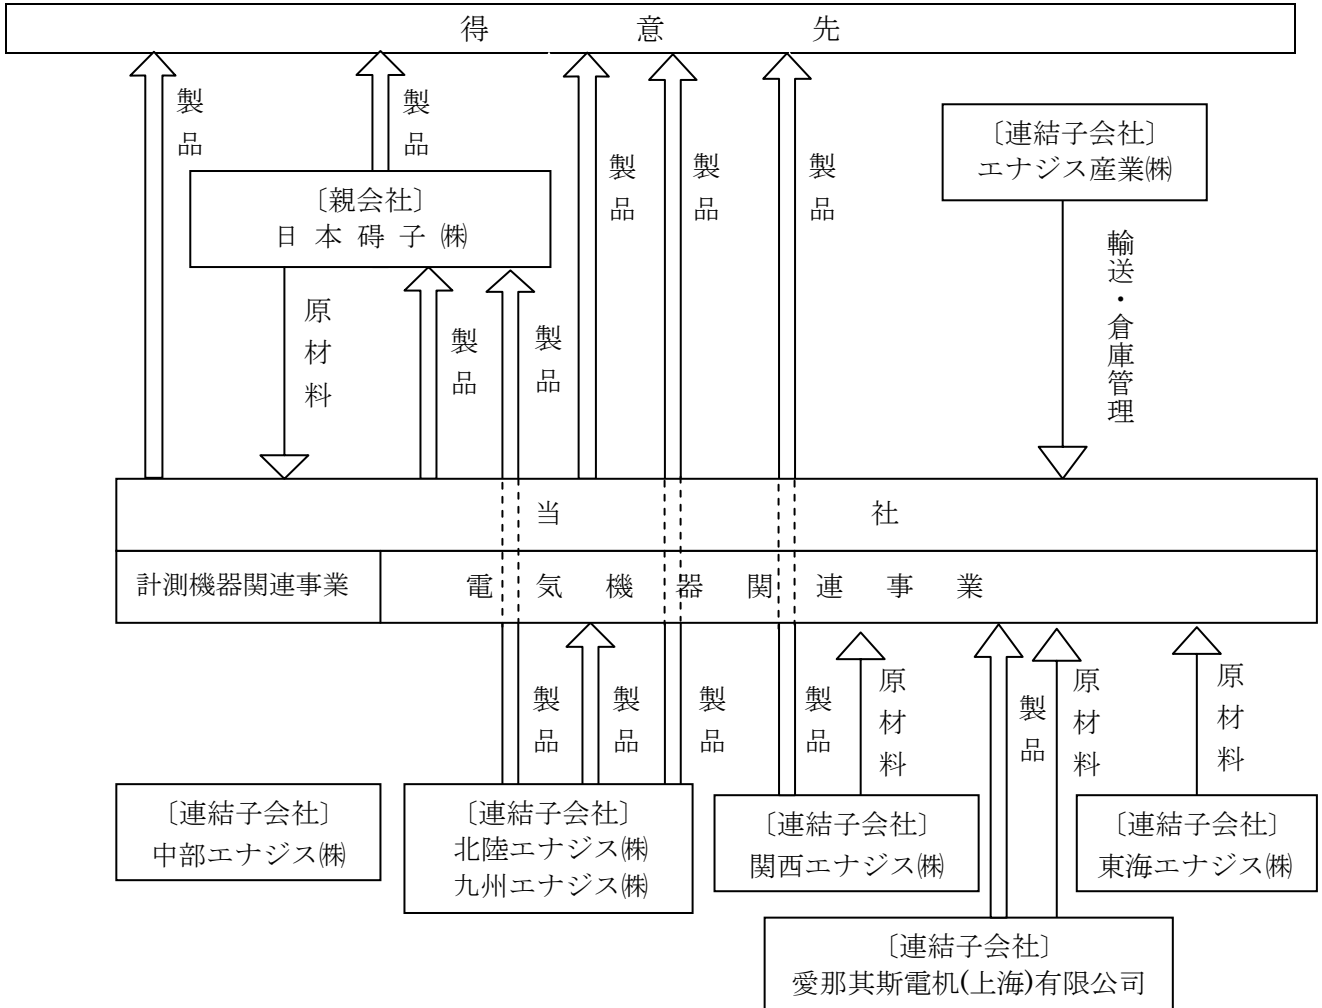 得意先
製品
製品
製品
製品
製品
〔連結子会社〕
エナジス産業㈱
〔親会社〕
日本碍子㈱
輸送・倉庫管理
原材料
製品
製品
当社
計測機器関連事業
電気機器関連事業
製品
製品
製品
製品
原材料
製品
原材料
原材料
〔連結子会社〕
中部エナジス㈱
〔連結子会社〕
北陸エナジス㈱
九州エナジス㈱
〔連結子会社〕
関西エナジス㈱
〔連結子会社〕
東海エナジス㈱
〔連結子会社〕
愛那其斯電机(上海)有限公司